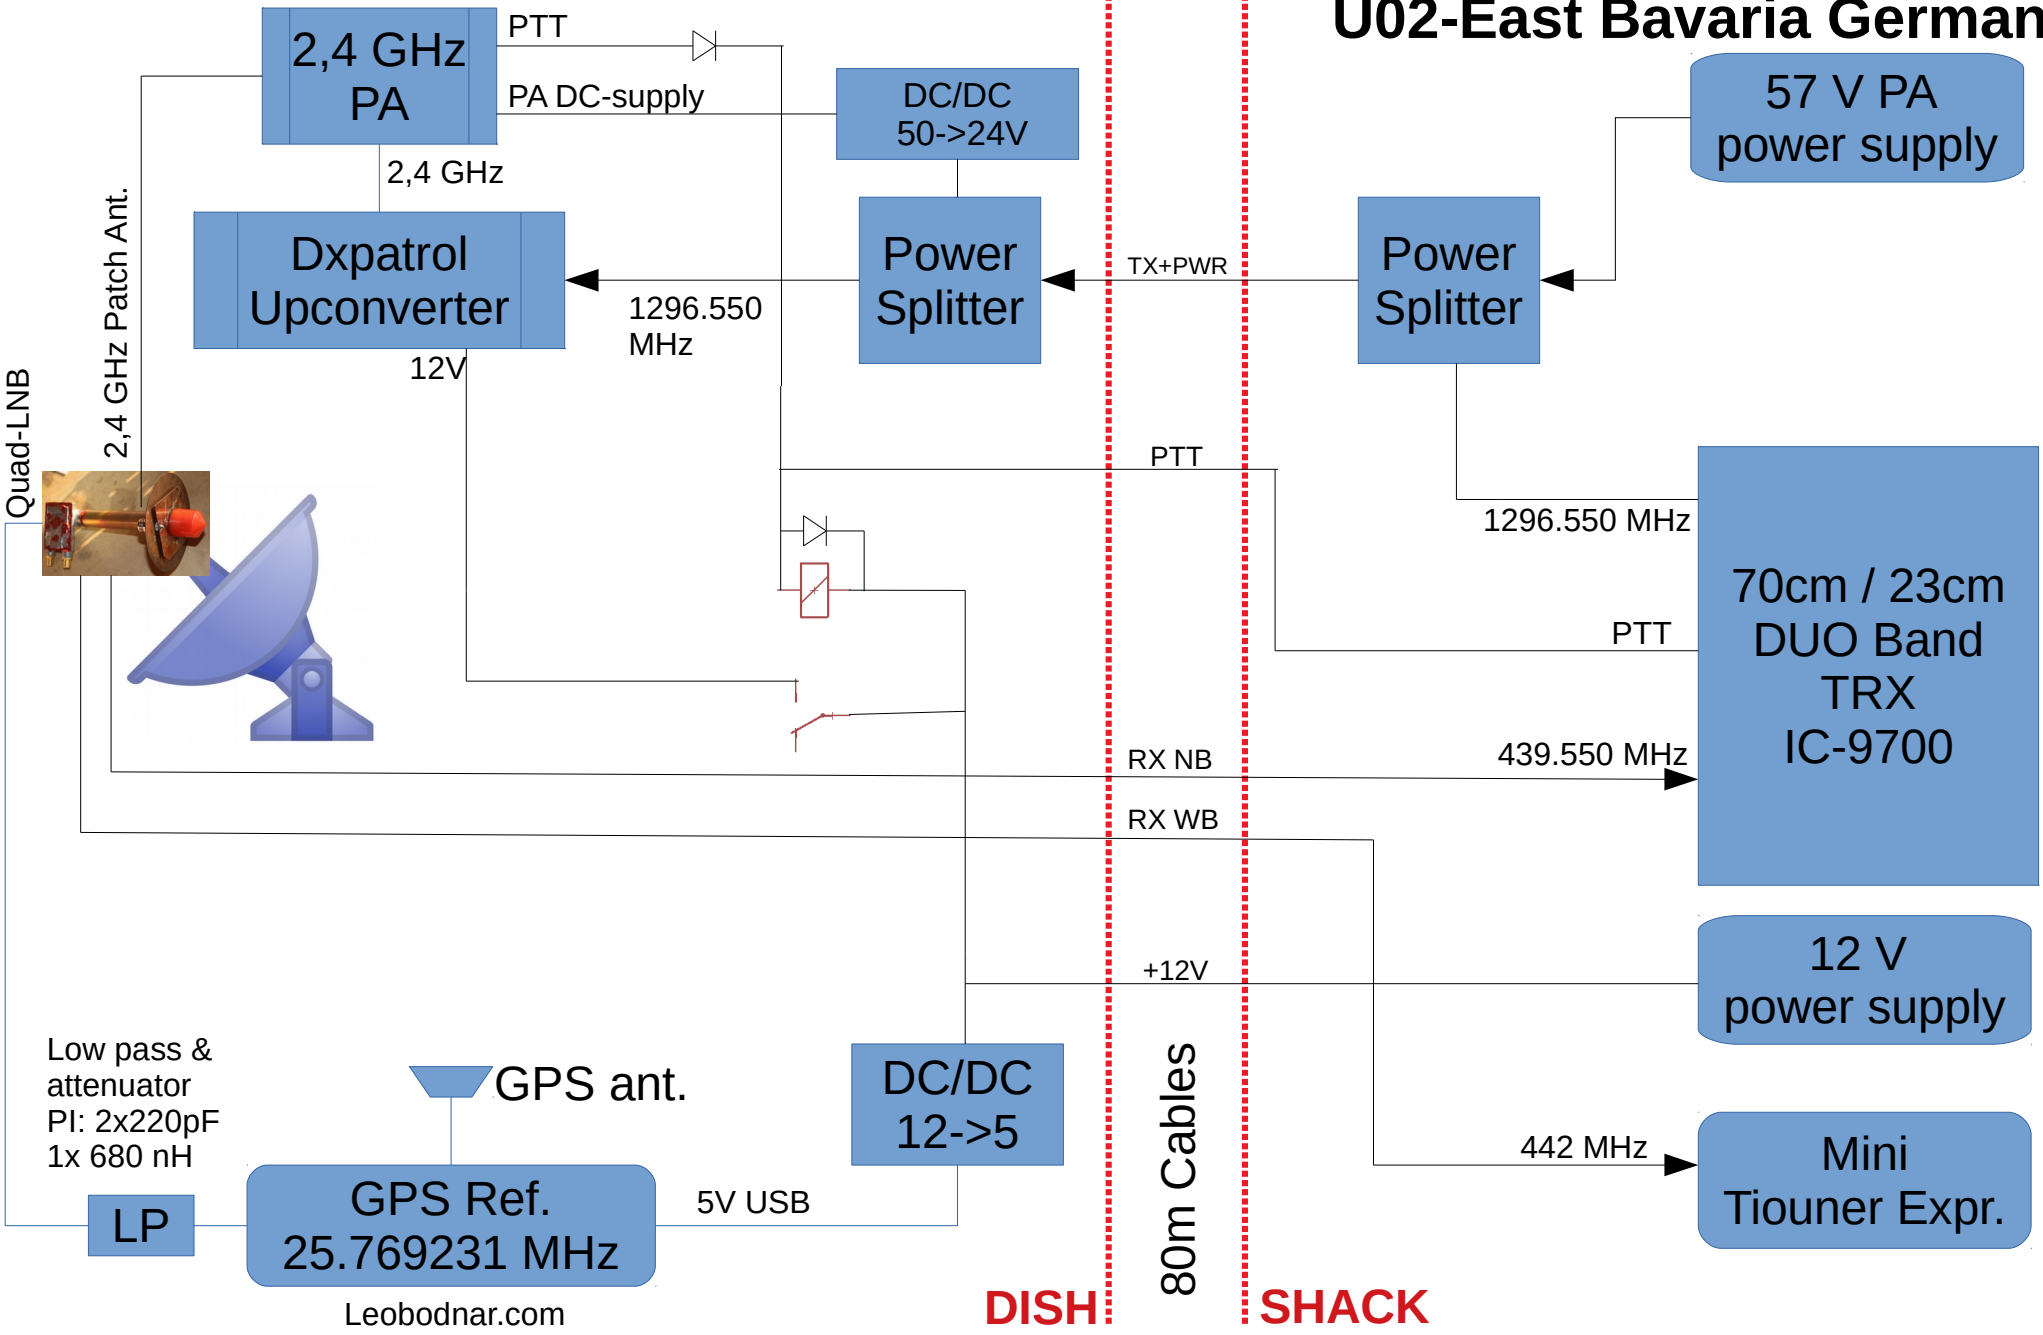 U02-East Bavaria German
PTT
2,4 GHz
PA
PA DC-supply
DC/DC
50->24V
57 V PA
power supply
2,4 GHz
2,4 GHz Patch Ant.
Dxpatrol
Upconverter
1296.550
MHz
Power
Splitter
TX+PWR
Power
Splitter
12V
Quad-LNB
PTT
1296.550 MHz
70cm / 23cm
DUO Band
TRX
IC-9700
PTT
439.550 MHz
RX NB
RX WB
+12V
12 V
power supply
Low pass &
attenuator
PI: 2x220pF
1x 680 nH
GPS ant.
DC/DC
12->5
80m Cables
442 MHz
Mini
Tiouner Expr.
LP
GPS Ref.
25.769231 MHz
5V USB
Leobodnar.com
DISH
SHACK